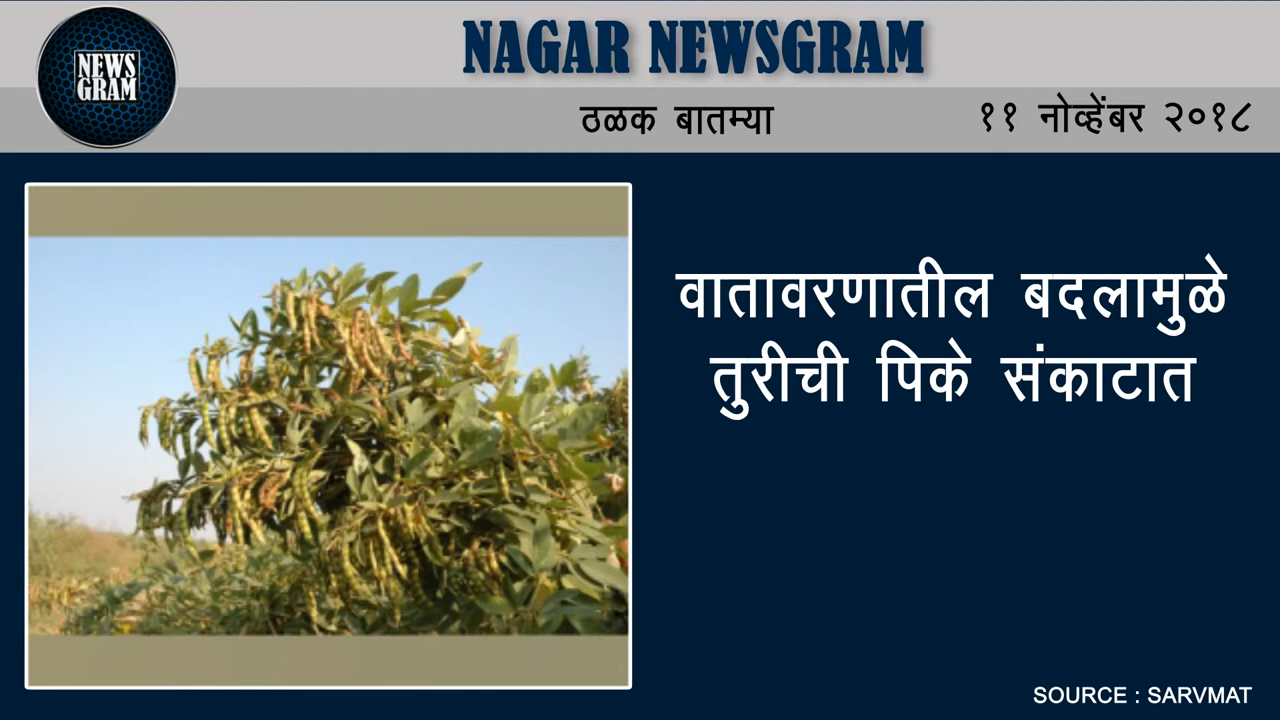 NEWS
GRAM
NAGAR NEWSGRAM
ठळक बातम्या
११ नोव्हेंबर २०१८
वातावरणातील बदलामुळे
तुरीची पिके संकाटात
SOURCE : SARVMAT